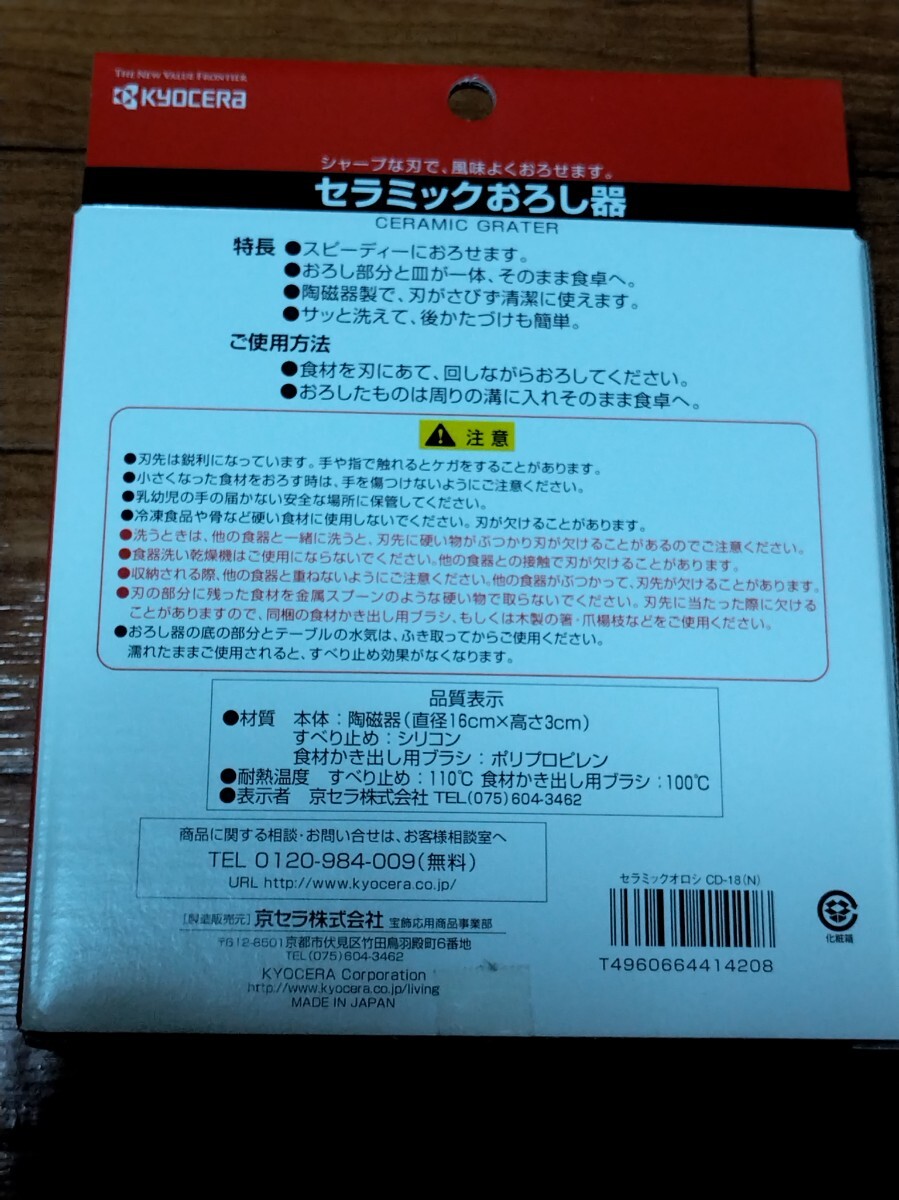 THE NEW VALUE FRONTIER
KYOCERA
シャープな刃で、風味よくおろせます。
セラミックおろし器
CERAMIC GRATER
特長 ●スピーディーにおろせます。
●おろし部分と皿が一体、そのまま食卓へ。
●陶磁器製で、刃がさびず清潔に使えます。
●サッと洗えて、後かたづけも簡単。
ご使用方法
●食材を刃にあて、回しながらおろしてください。
●おろしたものは周りの溝に入れそのまま食卓へ。
注意
●刃先は鋭利になっています。手や指で触れるとケガをすることがあります。
●小さくなった食材をおろす時は、手を傷つけないようにご注意ください。
●乳幼児の手の届かない安全な場所に保管してください。
●冷凍食品や骨など硬い食材に使用しないでください。刃が欠けることがあります。
●洗うときは、他の食器と一緒に洗うと、刃先に硬い物がぶつかり刃が欠けることがあるのでご注意ください。
●食器洗い乾燥機はご使用にならないでください。他の食器との接触で刃が欠けることがあります。
●収納される際、他の食器と重ねないようにご注意ください。他の食器がぶつかって、刃先が欠けることがあります。
●刃の部分に残った食材を金属スプーンのような硬い物で取らないでください。刃先に当たった際に欠ける
ことがありますので、同梱の食材かき出し用ブラシ、もしくは木製の箸・爪楊枝などをご使用ください。
●おろし器の底の部分とテーブルの水気は、ふき取ってからご使用ください。
濡れたままご使用されると、すべり止め効果がなくなります。
品質表示
●材質 本体：陶磁器（直径16cm×高さ3cm）
すべり止め：シリコン
食材かき出し用ブラシ：ポリプロピレン
●耐熱温度 すべり止め：110℃ 食材かき出し用ブラシ：100℃
●表示者 京セラ株式会社 TEL(075)604-3462
商品に関する相談・お問い合せは、お客様相談室へ
TEL 0120-984-009(無料)
URL http://www.kyocera.co.jp/
[製造販売元] 京セラ株式会社 宝飾応用商品事業部
〒612-8501京都市伏見区竹田鳥羽殿町6番地
TEL(075)604-3462
KYOCERA Corporation
http://www.kyocera.co.jp/living
MADE IN JAPAN
セラミックオロシ CD-18(N)
T4960664414208
化粧箱